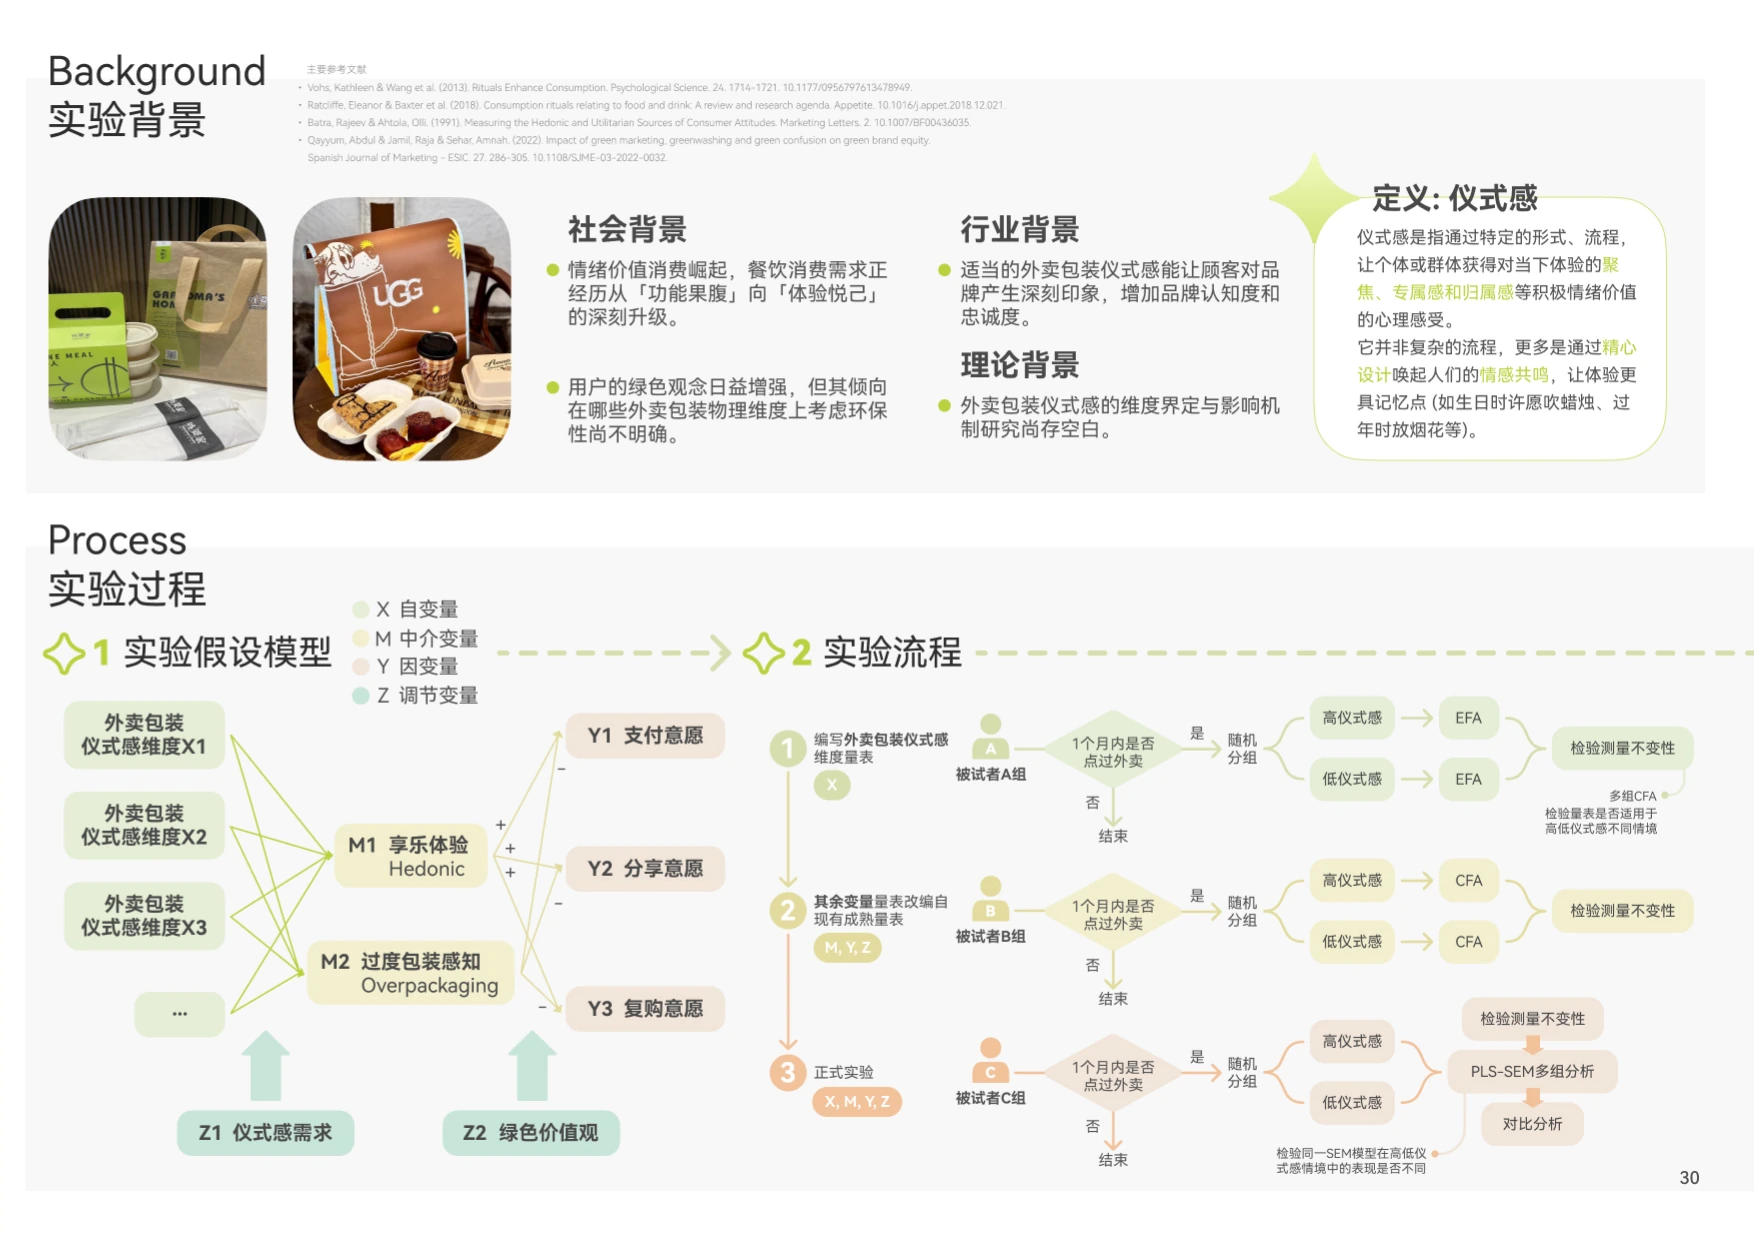 Background
实验背景
主要参考文献
• Vohs, Kathleen & Wang et al. (2013). Rituals Enhance Consumption. Psychological Science. 24. 1714-1721. 10.1177/0956797613478949.
• Ratcliffe, Eleanor & Baxter et al. (2018). Consumption rituals relating to food and drink: A review and research agenda. Appetite. 10.1016/j.appet.2018.12.021.
• Batra, Rajeev & Ahtola, Olli. (1991). Measuring the Hedonic and Utilitarian Sources of Consumer Attitudes. Marketing Letters. 2. 10.1007/BF00436035.
• Qayyum, Abdul & Jamil, Raja & Sehar, Amnah. (2022). Impact of green marketing, greenwashing and green confusion on green brand equity.
Spanish Journal of Marketing - ESIC. 27. 286-305. 10.1108/SJME-03-2022-0032.
UGG
社会背景
情绪价值消费崛起，餐饮消费需求正
经历从「功能果腹」向「体验悦己」
的深刻升级。
用户的绿色观念日益增强，但其倾向
在哪些外卖包装物理维度上考虑环保
性尚不明确。
行业背景
适当的外卖包装仪式感能让顾客对品
牌产生深刻印象，增加品牌认知度和
忠诚度。
理论背景
外卖包装仪式感的维度界定与影响机
制研究尚存空白。
定义: 仪式感
仪式感是指通过特定的形式、流程，
让个体或群体获得对当下体验的聚
焦、专属感和归属感等积极情绪价值
的心理感受。
它并非复杂的流程，更多是通过精心
设计唤起人们的情感共鸣，让体验更
具记忆点 (如生日时许愿吹蜡烛、过
年时放烟花等)。
Process
实验过程
1 实验假设模型
X 自变量
M 中介变量
Y 因变量
Z 调节变量
外卖包装
仪式感维度X1
外卖包装
仪式感维度X2
外卖包装
仪式感维度X3
...
M1 享乐体验
Hedonic
M2 过度包装感知
Overpackaging
+
+
+
−
−
−
Y1 支付意愿
Y2 分享意愿
Y3 复购意愿
Z1 仪式感需求
Z2 绿色价值观
2 实验流程
1
编写外卖包装仪式感
维度量表
X
A
被试者A组
1个月内是否
点过外卖
是
否
结束
随机
分组
高仪式感
EFA
低仪式感
EFA
检验测量不变性
多组CFA
检验量表是否适用于
高低仪式感不同情境
2
其余变量量表改编自
现有成熟量表
M, Y, Z
B
被试者B组
1个月内是否
点过外卖
是
否
结束
随机
分组
高仪式感
CFA
低仪式感
CFA
检验测量不变性
3
正式实验
X, M, Y, Z
C
被试者C组
1个月内是否
点过外卖
是
否
结束
随机
分组
高仪式感
低仪式感
检验测量不变性
PLS-SEM多组分析
对比分析
检验同一SEM模型在高低仪
式感情境中的表现是否不同
30